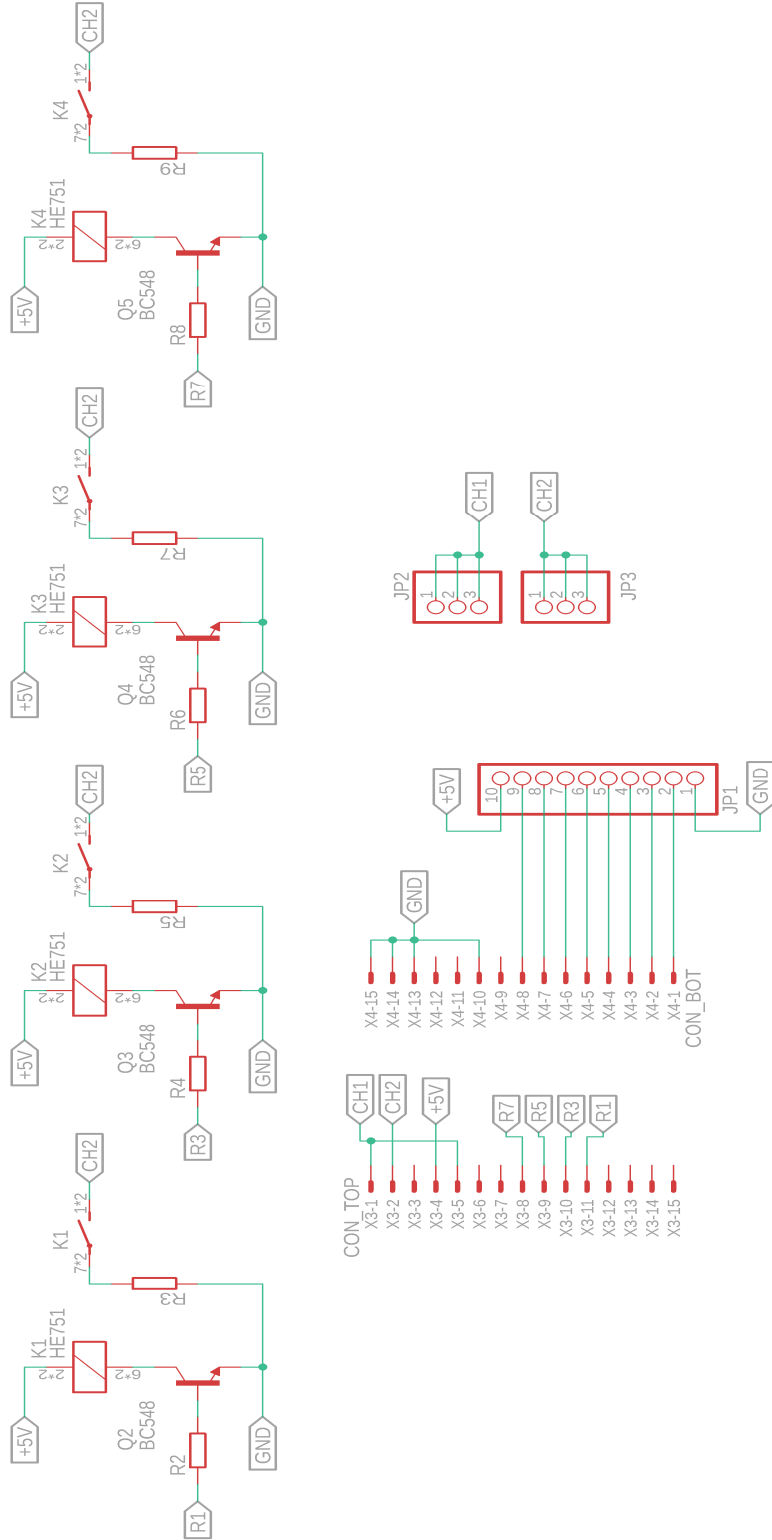 +5V
K1
HE751
2*2
6*2
Q2
BC548
R2
R1
GND
R3
K1
7*2
1*2
CH2
+5V
K2
HE751
2*2
6*2
Q3
BC548
R4
R3
GND
R5
K2
7*2
1*2
CH2
+5V
K3
HE751
2*2
6*2
Q4
BC548
R6
R5
GND
R7
K3
7*2
1*2
CH2
+5V
K4
HE751
2*2
6*2
Q5
BC548
R8
R7
GND
R9
K4
7*2
1*2
CH2
CON_TOP
X3-1
X3-2
X3-3
X3-4
X3-5
X3-6
X3-7
X3-8
X3-9
X3-10
X3-11
X3-12
X3-13
X3-14
X3-15
CH1
CH2
+5V
R7
R5
R3
R1
X4-15
X4-14
X4-13
X4-12
X4-11
X4-10
X4-9
X4-8
X4-7
X4-6
X4-5
X4-4
X4-3
X4-2
X4-1
CON_BOT
GND
+5V
10
9
8
7
6
5
4
3
2
1
JP1
GND
JP2
1
2
3
CH1
1
2
3
JP3
CH2